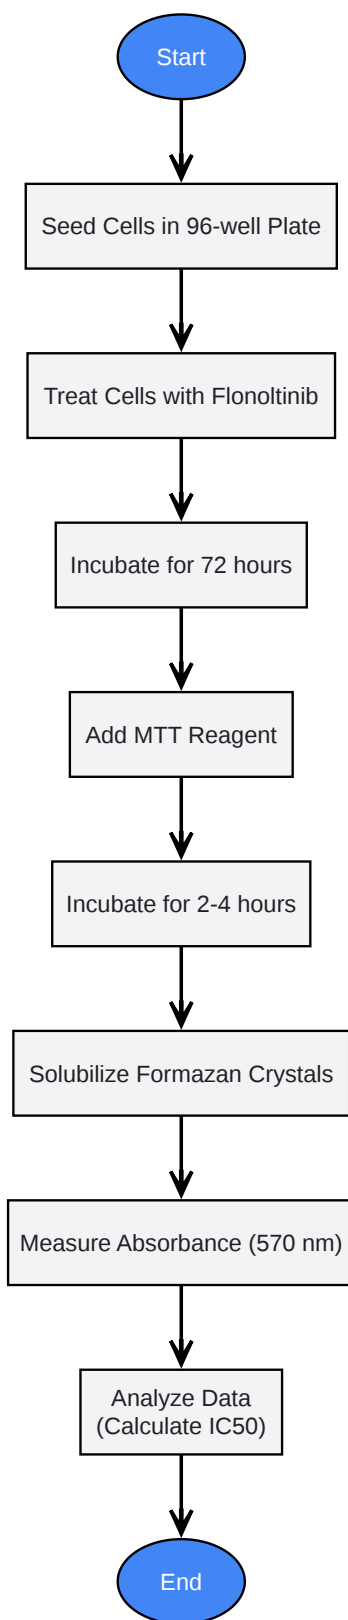 Start
Seed Cells in 96-well Plate
Treat Cells with Flonoltinib
Incubate for 72 hours
Add MTT Reagent
Incubate for 2-4 hours
Solubilize Formazan Crystals
Measure Absorbance (570 nm)
Analyze Data
(Calculate IC50)
End